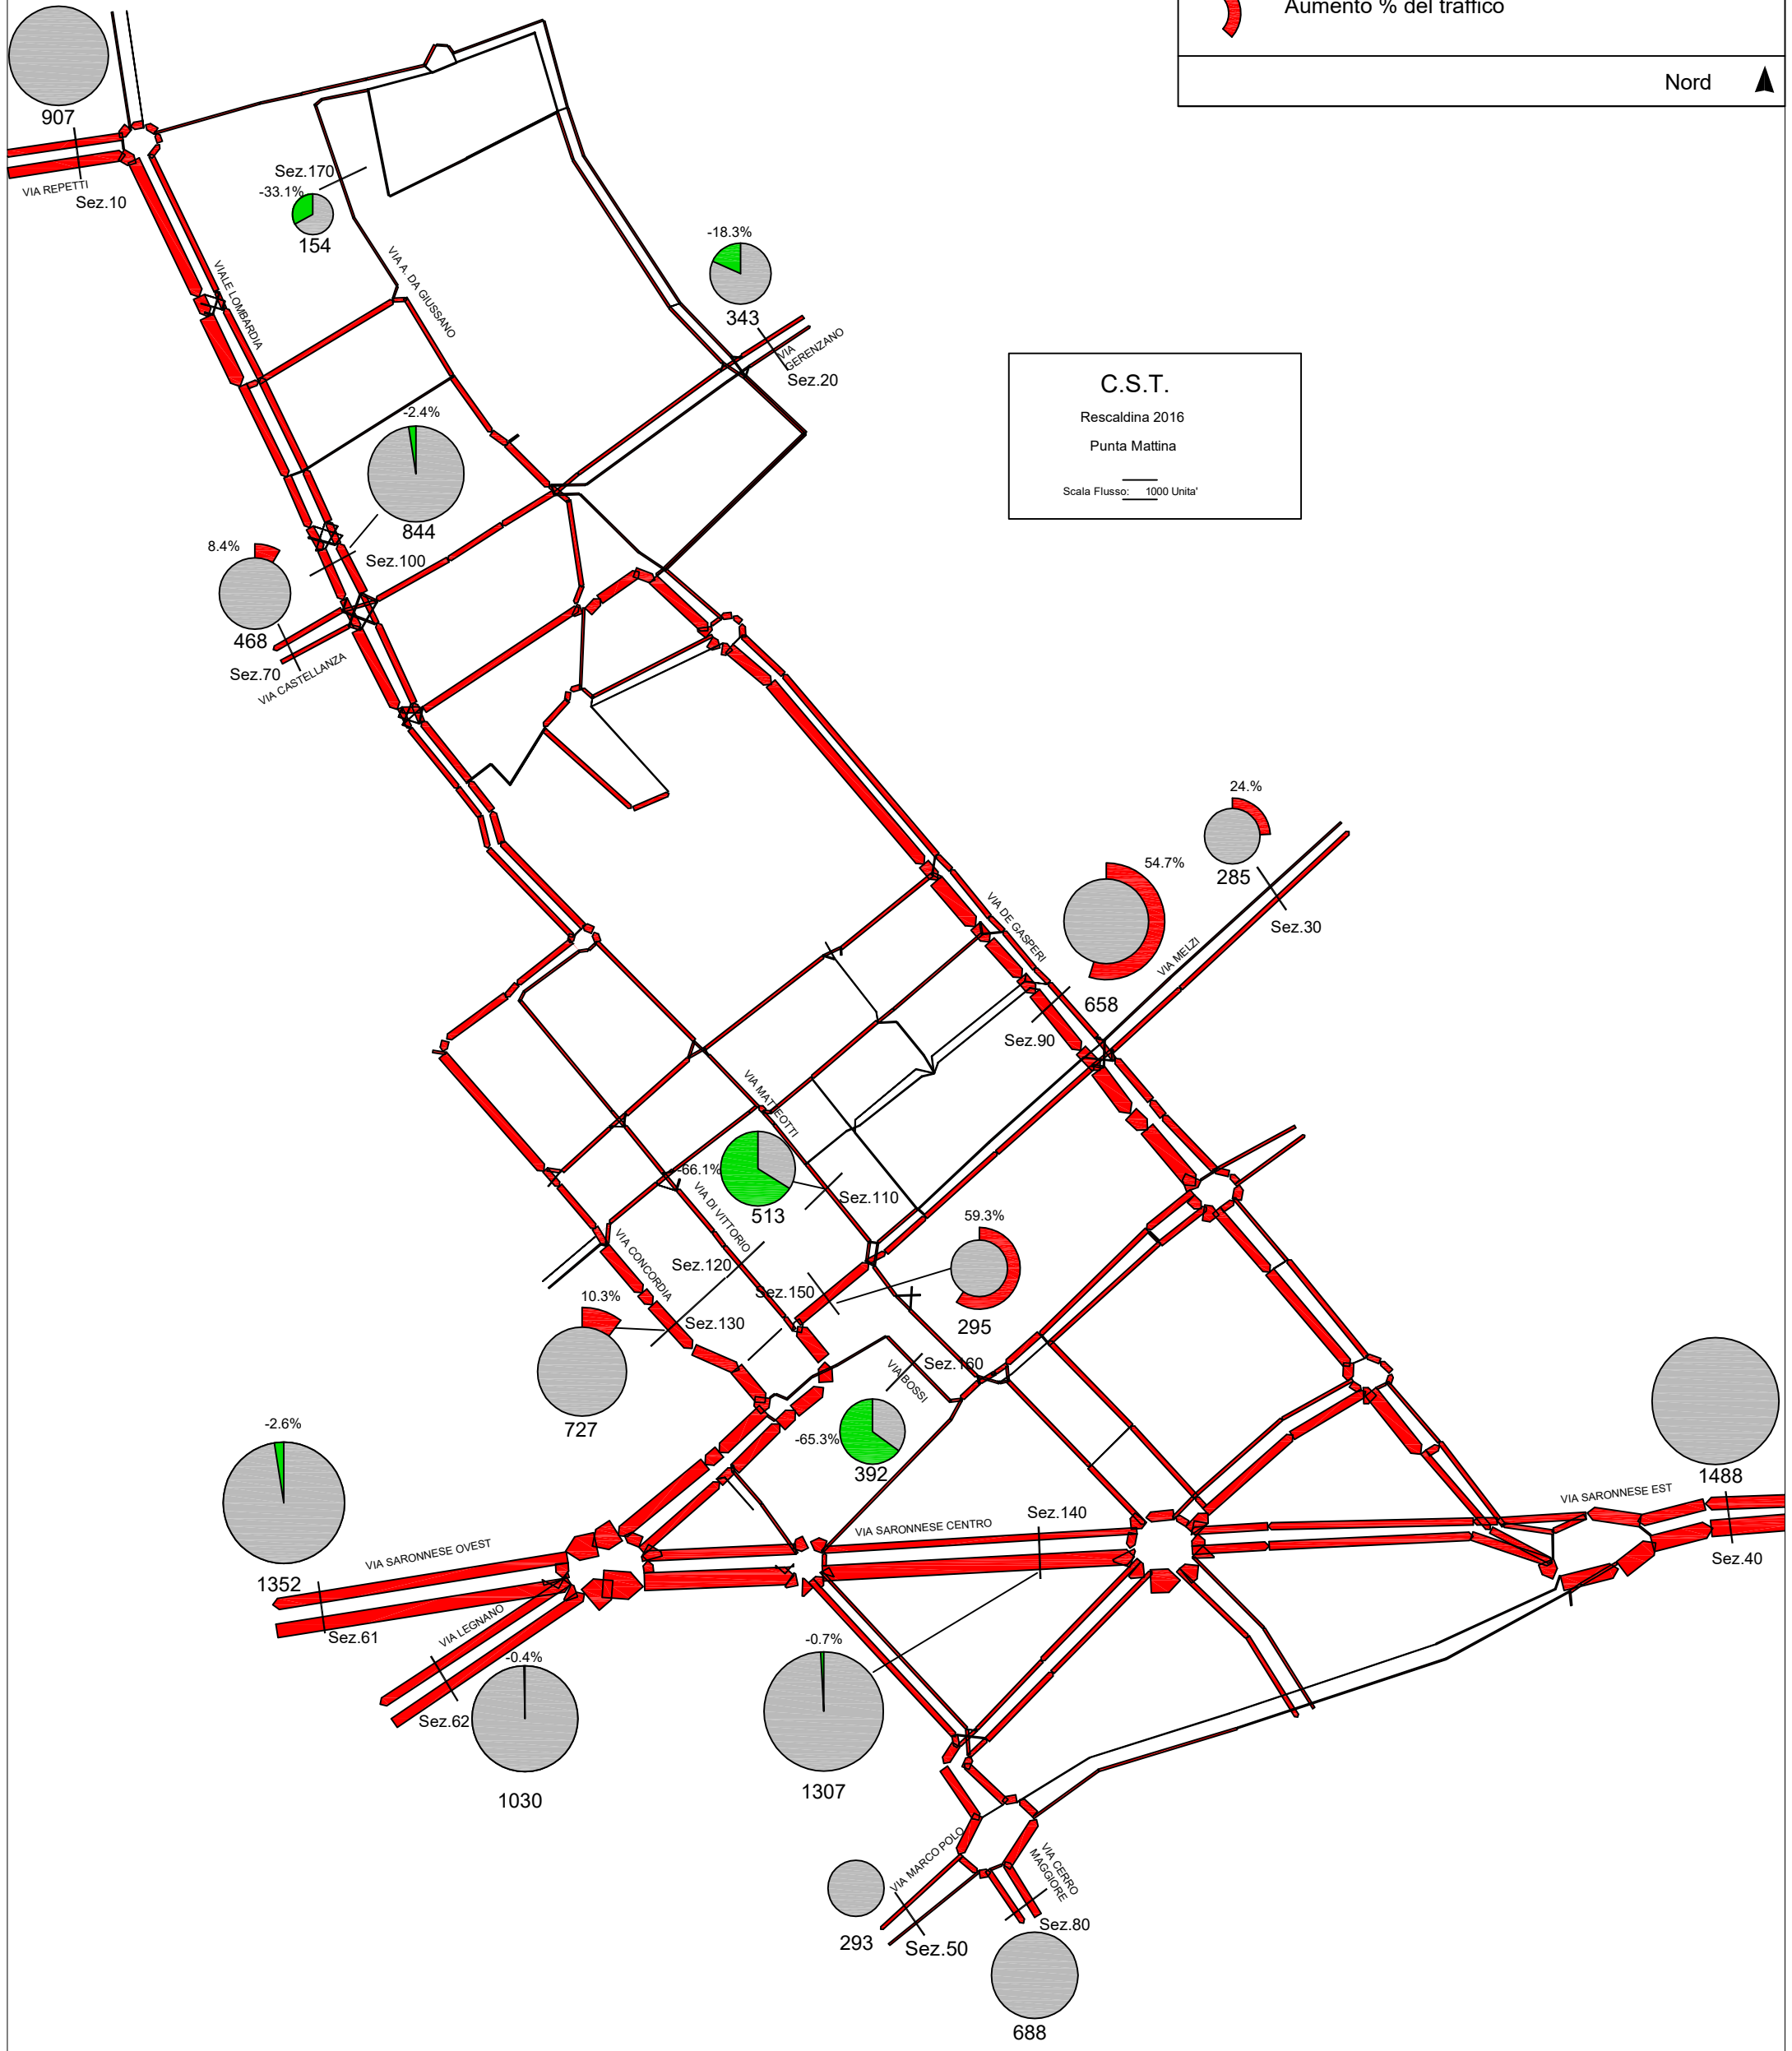 Aumento % del traffico
Nord
907
VIA REPETTI
Sez.10
Sez.170
-33.1%
154
VIALE LOMBARDIA
VIA A. DA GIUSSANO
-18.3%
343
VIA
GERENZANO
Sez.20
C.S.T.
Rescaldina 2016
Punta Mattina
Scala Flusso: 1000 Unita'
-2.4%
844
Sez.100
8.4%
468
Sez.70
VIA CASTELLANZA
24.%
285
Sez.30
54.7%
658
VIA DE GASPERI
VIA MELZI
Sez.90
VIA MATTEOTTI
-66.1%
513
Sez.110
VIA DI VITTORIO
VIA CONCORDIA
Sez.120
59.3%
295
Sez.150
10.3%
727
Sez.130
Sez.160
VIA BOSSI
-65.3%
392
-2.6%
1352
VIA SARONNESE OVEST
Sez.61
VIA LEGNANO
-0.4%
Sez.62
1030
VIA SARONNESE CENTRO
Sez.140
-0.7%
1307
1488
VIA SARONNESE EST
Sez.40
VIA MARCO POLO
VIA CERRO
MAGGIORE
293
Sez.50
Sez.80
688